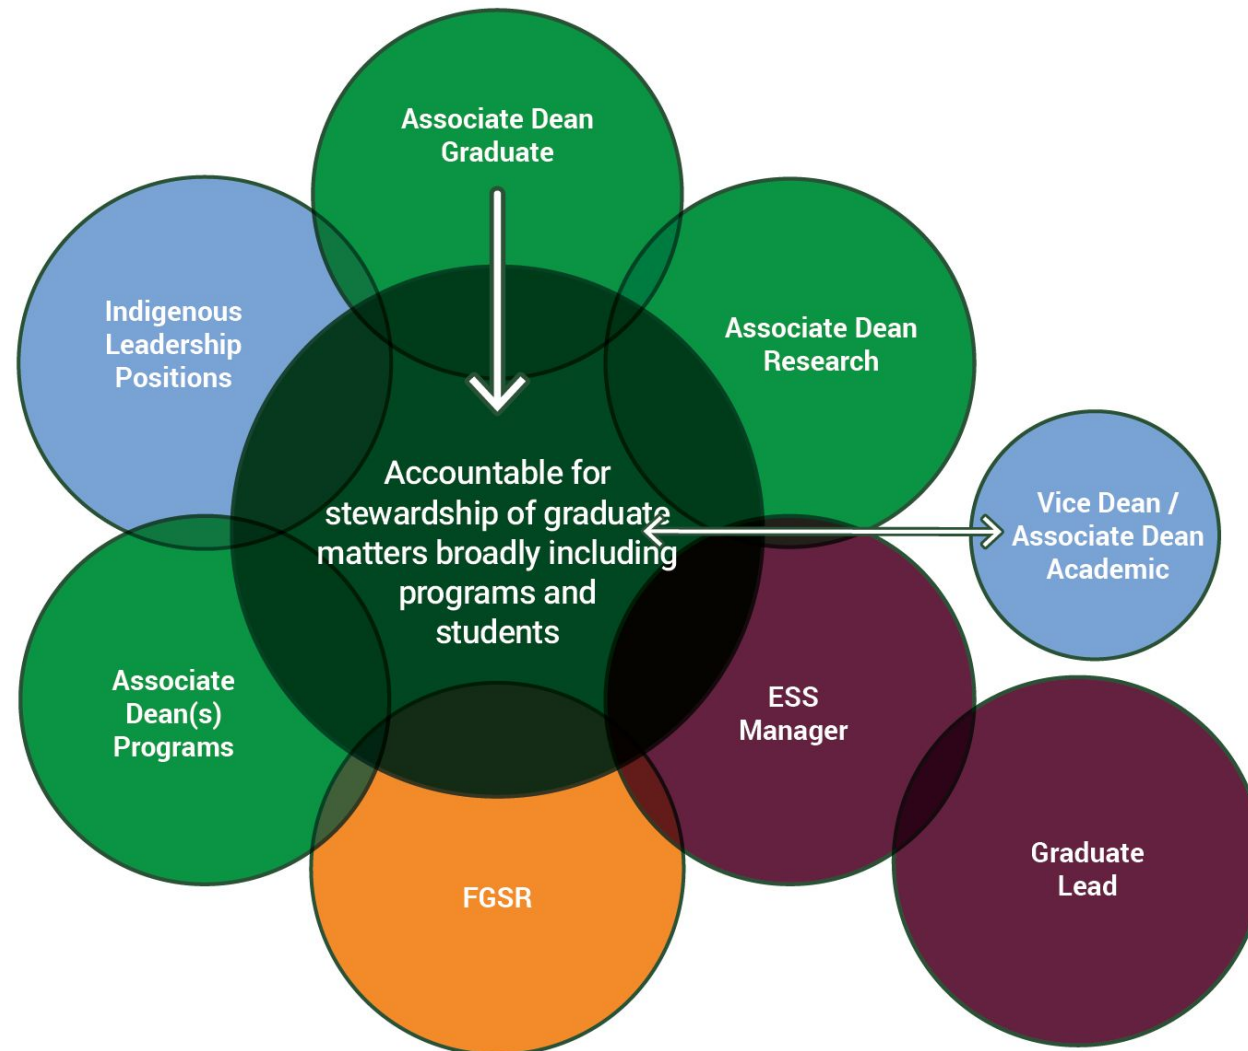 Associate Dean
Graduate
Indigenous
Leadership
Positions
Associate Dean
Research
Accountable for
stewardship of graduate
matters broadly including
programs and
students
Vice Dean /
Associate Dean
Academic
Associate
Dean(s)
Programs
ESS
Manager
FGSR
Graduate
Lead